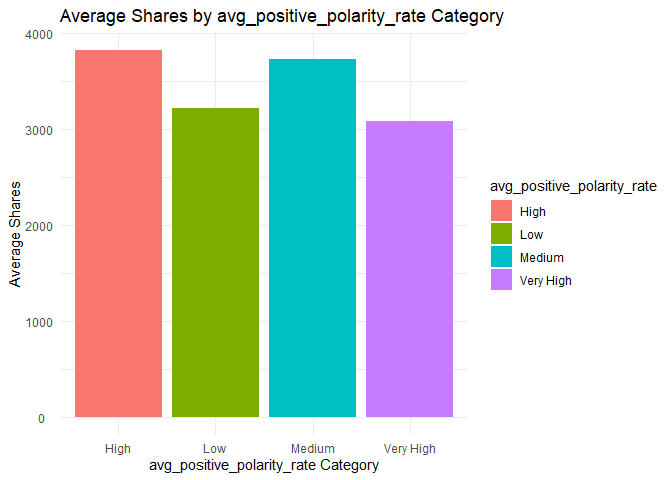 Average Shares by avg_positive_polarity_rate Category
Average Shares
4000
3000
2000
1000
0
High Low Medium Very High
avg_positive_polarity_rate Category
avg_positive_polarity_rate
High
Low
Medium
Very High